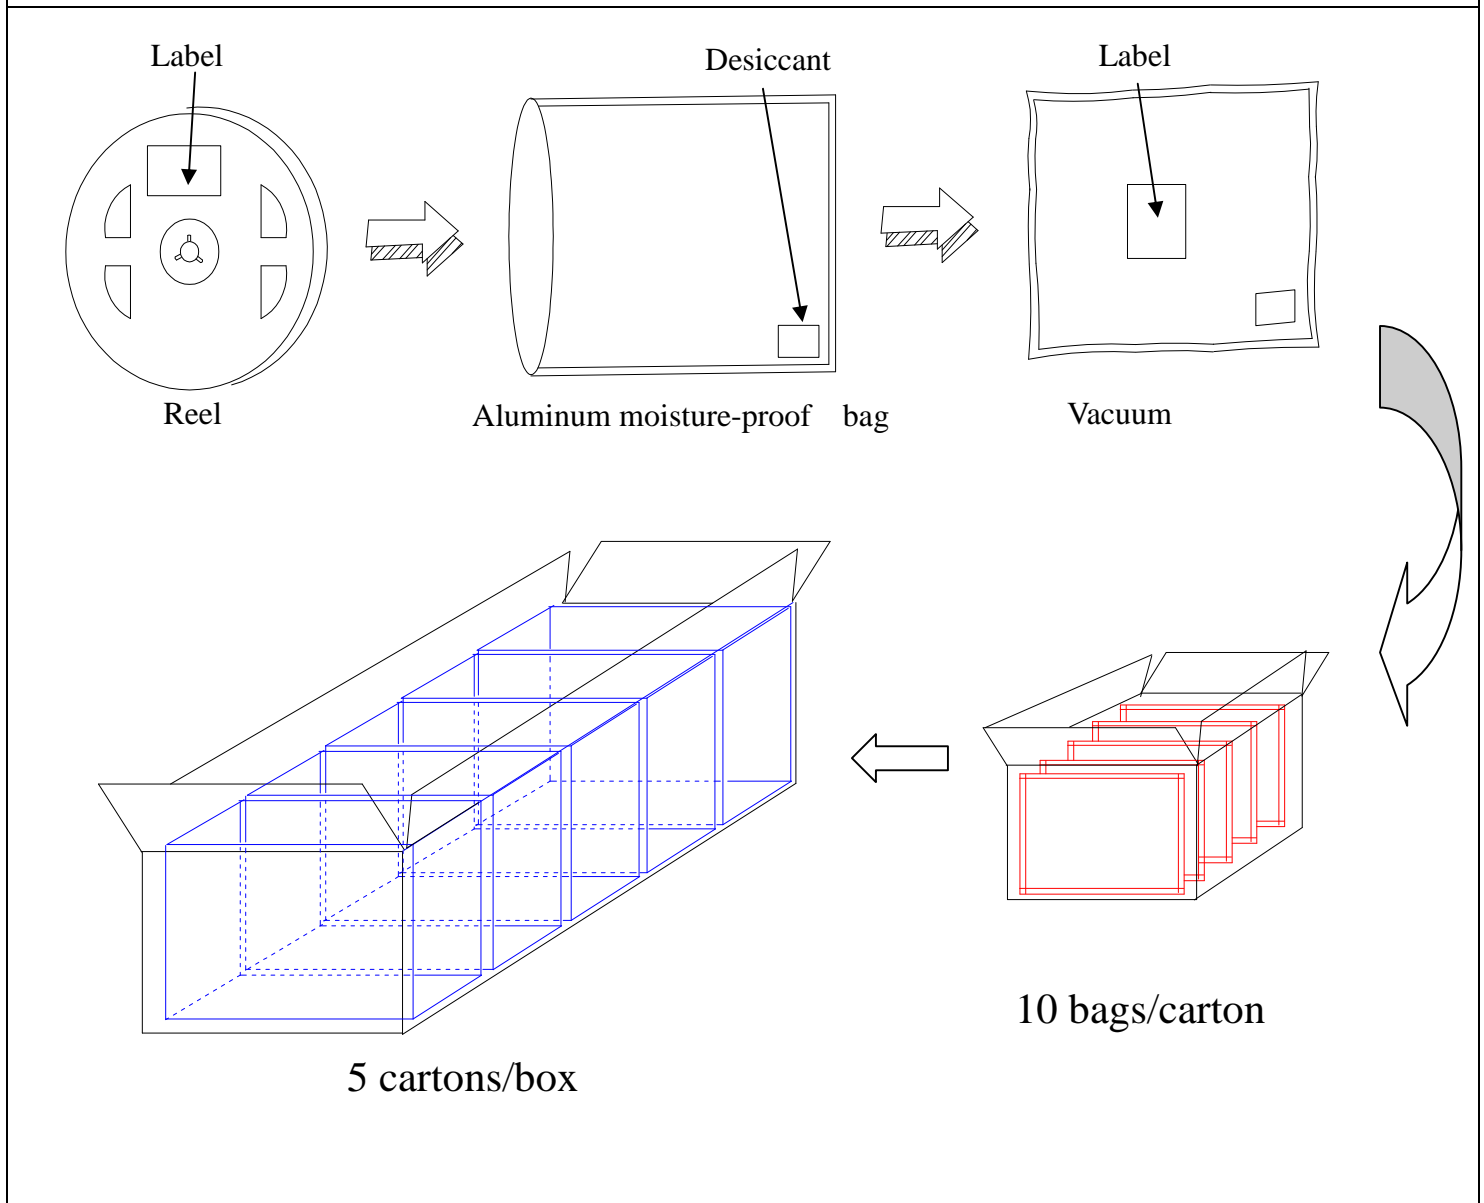 Label
Desiccant
Label
Reel
Aluminum moisture-proof bag
Vacuum
10 bags/carton
5 cartons/box